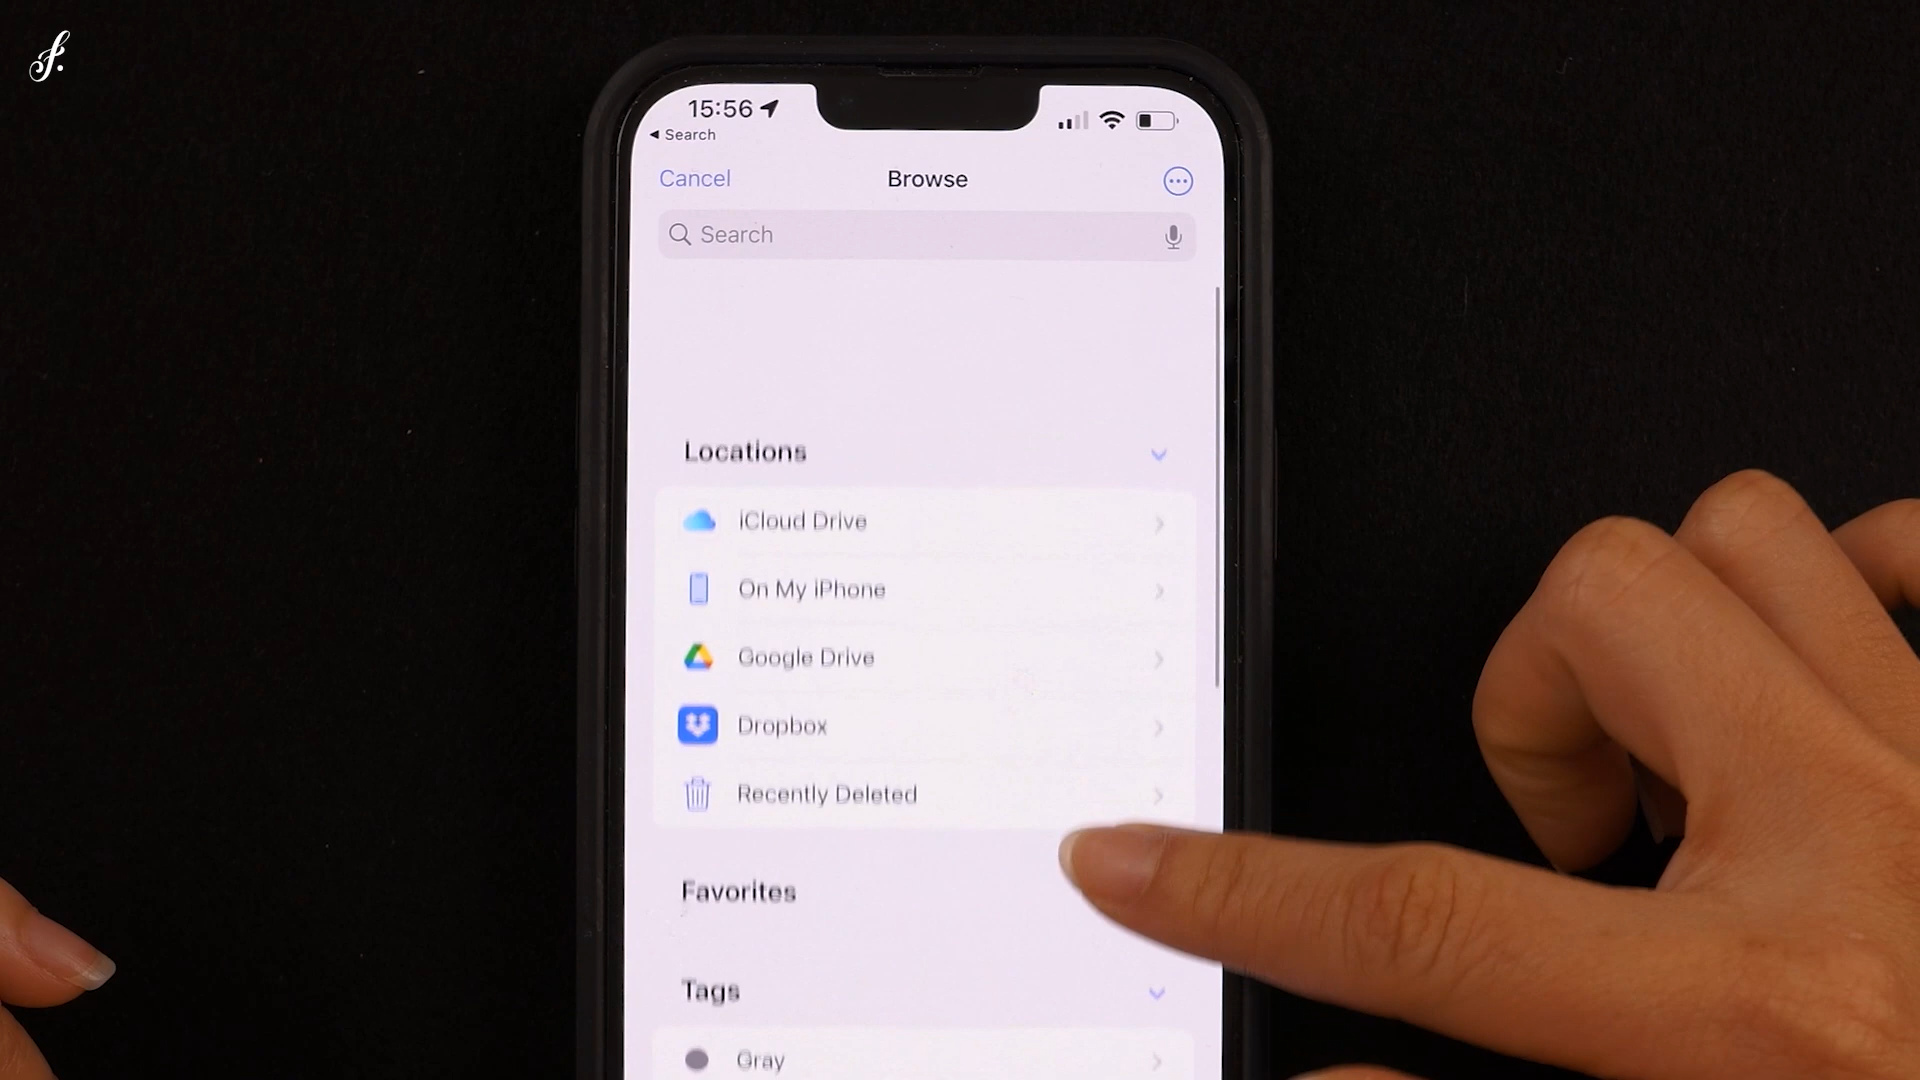 f.
15:56
Search
Cancel
Browse
Search
Locations
iCloud Drive
On My iPhone
Google Drive
Dropbox
Recently Deleted
Favorites
Tags
Gray